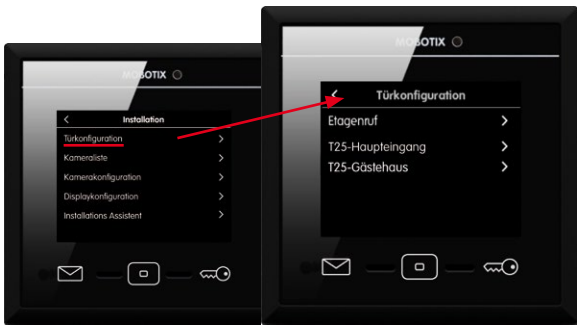 MOBOTIX
Installation
Türkonfiguration
Kameraliste
Kamerakonfiguration
Displaykonfiguration
Installations Assistent
MOBOTIX
Türkonfiguration
Etagenruf
T25-Haupteingang
T25-Gästehaus